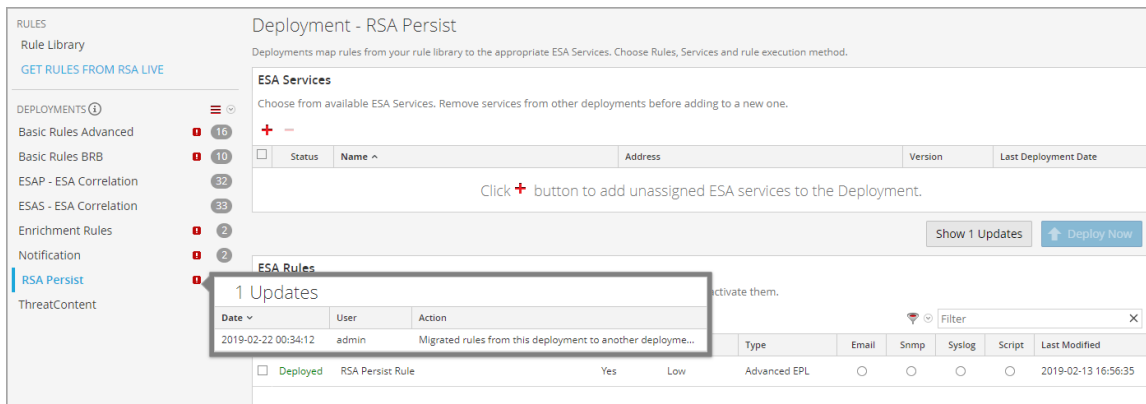 RULES
Rule Library
GET RULES FROM RSA LIVE
DEPLOYMENTS
Basic Rules Advanced 16
Basic Rules BRB 10
ESAP - ESA Correlation 32
ESAS - ESA Correlation 33
Enrichment Rules 2
Notification 2
RSA Persist
ThreatContent
Deployment - RSA Persist
Deployments map rules from your rule library to the appropriate ESA Services. Choose Rules, Services and rule execution method.
ESA Services
Choose from available ESA Services. Remove services from other deployments before adding to a new one.
Status Name Address Version Last Deployment Date
Click + button to add unassigned ESA services to the Deployment.
Show 1 Updates Deploy Now
ESA Rules
activate them.
1 Updates
Date User Action
2019-02-22 00:34:12 admin Migrated rules from this deployment to another deployme...
Filter X
Type Email Snmp Syslog Script Last Modified
Deployed RSA Persist Rule Yes Low Advanced EPL 2019-02-13 16:56:35